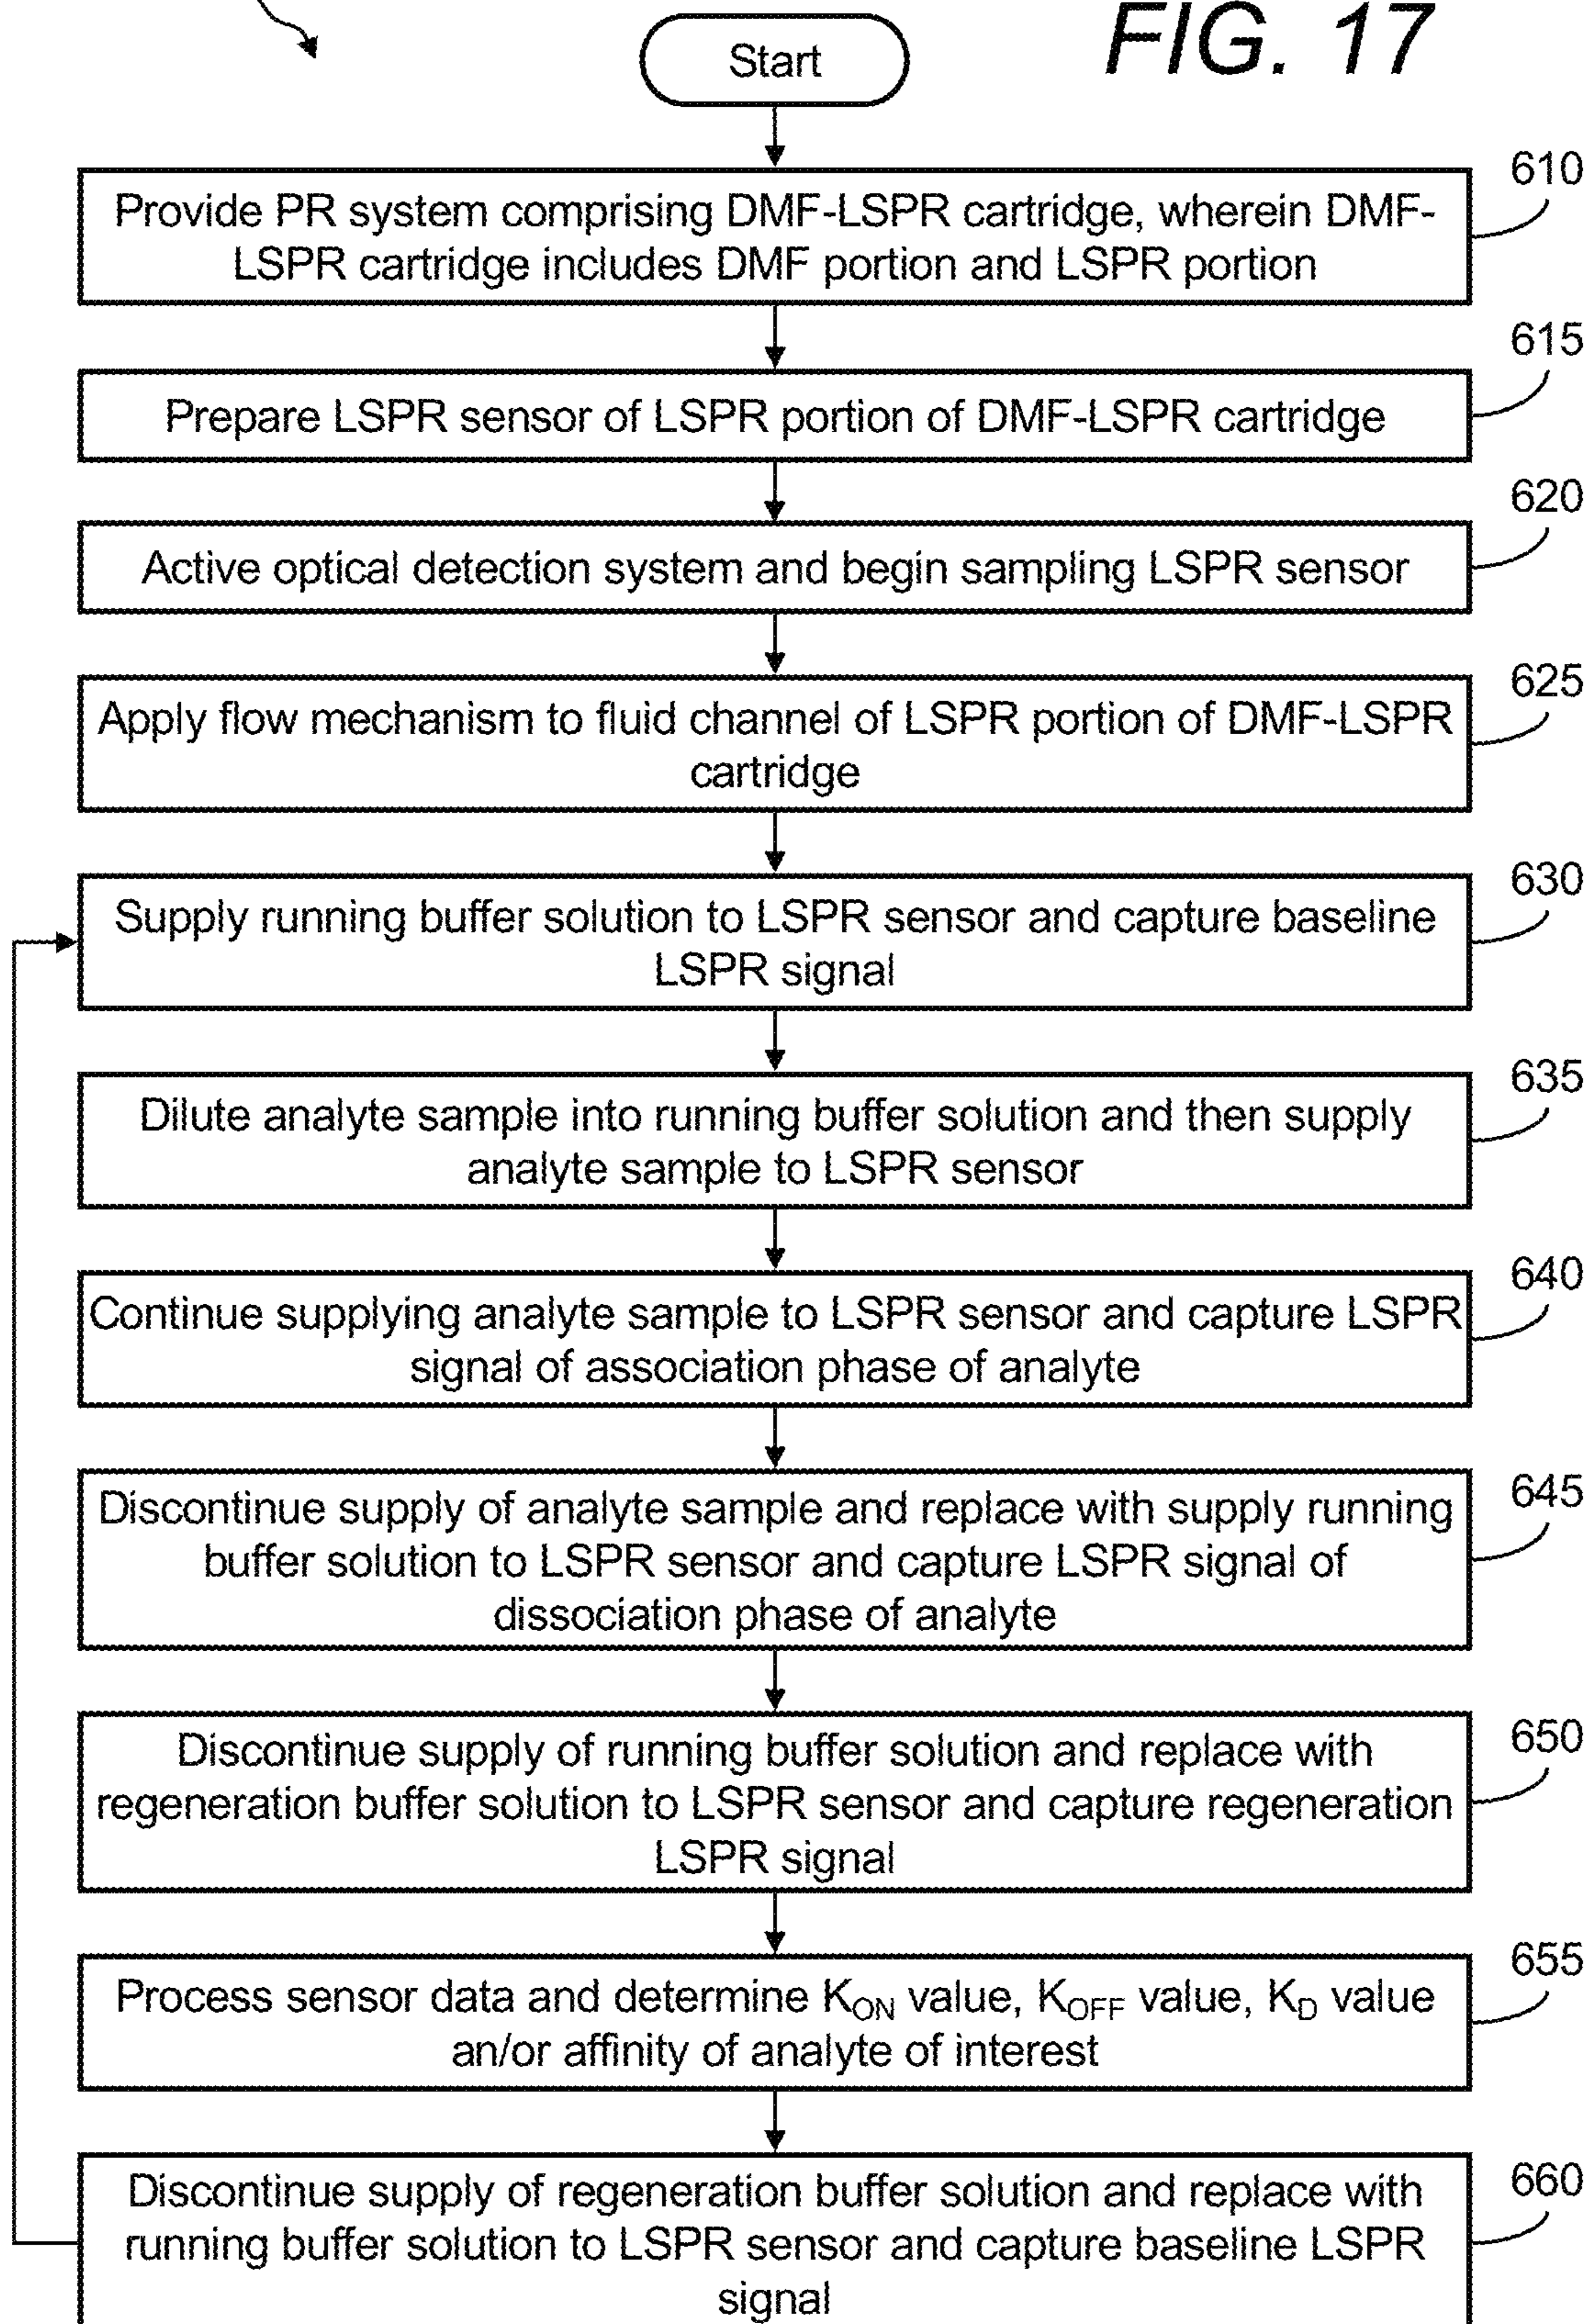 FIG. 17
Start
610
Provide PR system comprising DMF-LSPR cartridge, wherein DMF-
LSPR cartridge includes DMF portion and LSPR portion
615
Prepare LSPR sensor of LSPR portion of DMF-LSPR cartridge
620
Active optical detection system and begin sampling LSPR sensor
625
Apply flow mechanism to fluid channel of LSPR portion of DMF-LSPR
cartridge
630
Supply running buffer solution to LSPR sensor and capture baseline
LSPR signal
635
Dilute analyte sample into running buffer solution and then supply
analyte sample to LSPR sensor
640
Continue supplying analyte sample to LSPR sensor and capture LSPR
signal of association phase of analyte
645
Discontinue supply of analyte sample and replace with supply running
buffer solution to LSPR sensor and capture LSPR signal of
dissociation phase of analyte
650
Discontinue supply of running buffer solution and replace with
regeneration buffer solution to LSPR sensor and capture regeneration
LSPR signal
655
Process sensor data and determine KON value, KOFF value, KD value
an/or affinity of analyte of interest
660
Discontinue supply of regeneration buffer solution and replace with
running buffer solution to LSPR sensor and capture baseline LSPR
signal